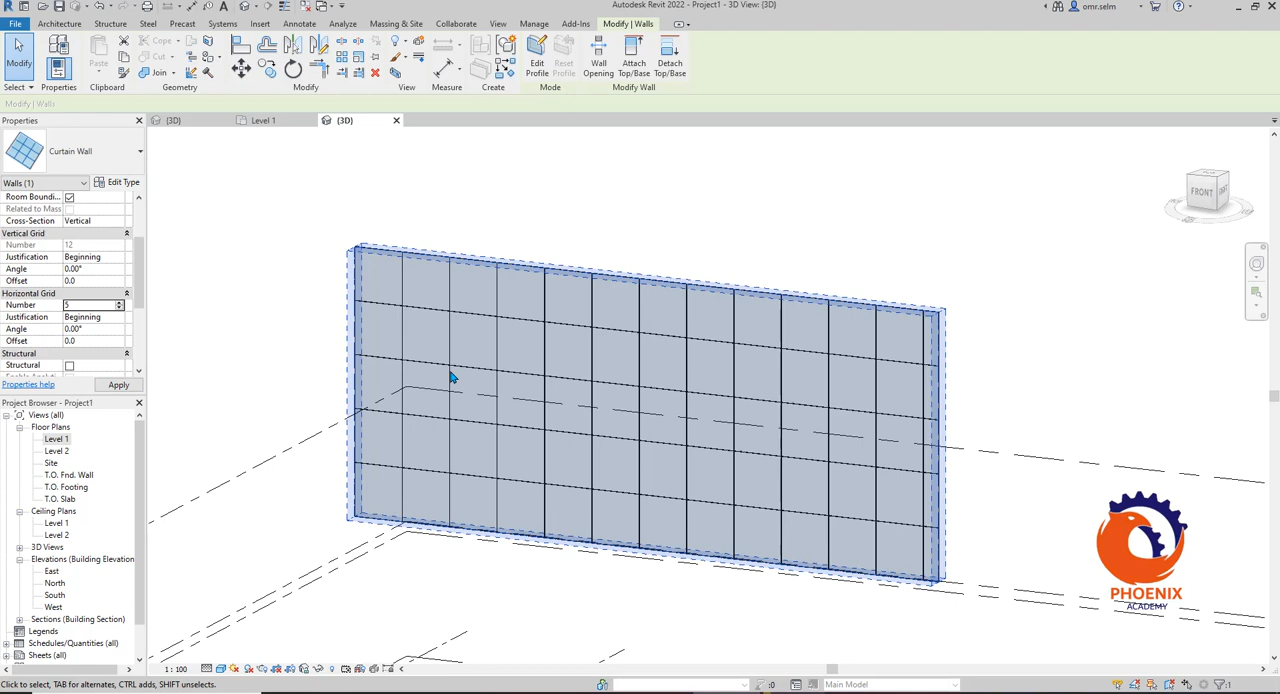 Autodesk Revit 2022 - Project1 - 3D View: {3D}
omr.selm
File Architecture Structure Steel Precast Systems Insert Annotate Analyze Massing & Site Collaborate View Manage Add-Ins Modify | Walls
Modify
Paste
Cope
Cut
Join
Edit Profile
Reset Profile
Wall Opening
Attach Top/Base
Detach Top/Base
Select Properties Clipboard Geometry Modify View Measure Create Mode Modify Wall
Modify | Walls
Properties
{3D} Level 1 {3D}
Curtain Wall
Walls (1) Edit Type
Room Boundi...
Related to Mass
Cross-Section Vertical
Vertical Grid
Number 12
Justification Beginning
Angle 0.00°
Offset 0.0
Horizontal Grid
Number 5
Justification Beginning
Angle 0.00°
Offset 0.0
Structural
Structural
Properties help Apply
Project Browser - Project1
Views (all)
Floor Plans
Level 1
Level 2
Site
T.O. Fnd. Wall
T.O. Footing
T.O. Slab
Ceiling Plans
Level 1
Level 2
3D Views
Elevations (Building Elevation
East
North
South
West
Sections (Building Section)
Legends
Schedules/Quantities (all)
Sheets (all)
FRONT
RIGHT
PHOENIX
ACADEMY
1 : 100
Click to select, TAB for alternates, CTRL adds, SHIFT unselects.
:0
Main Model
:1